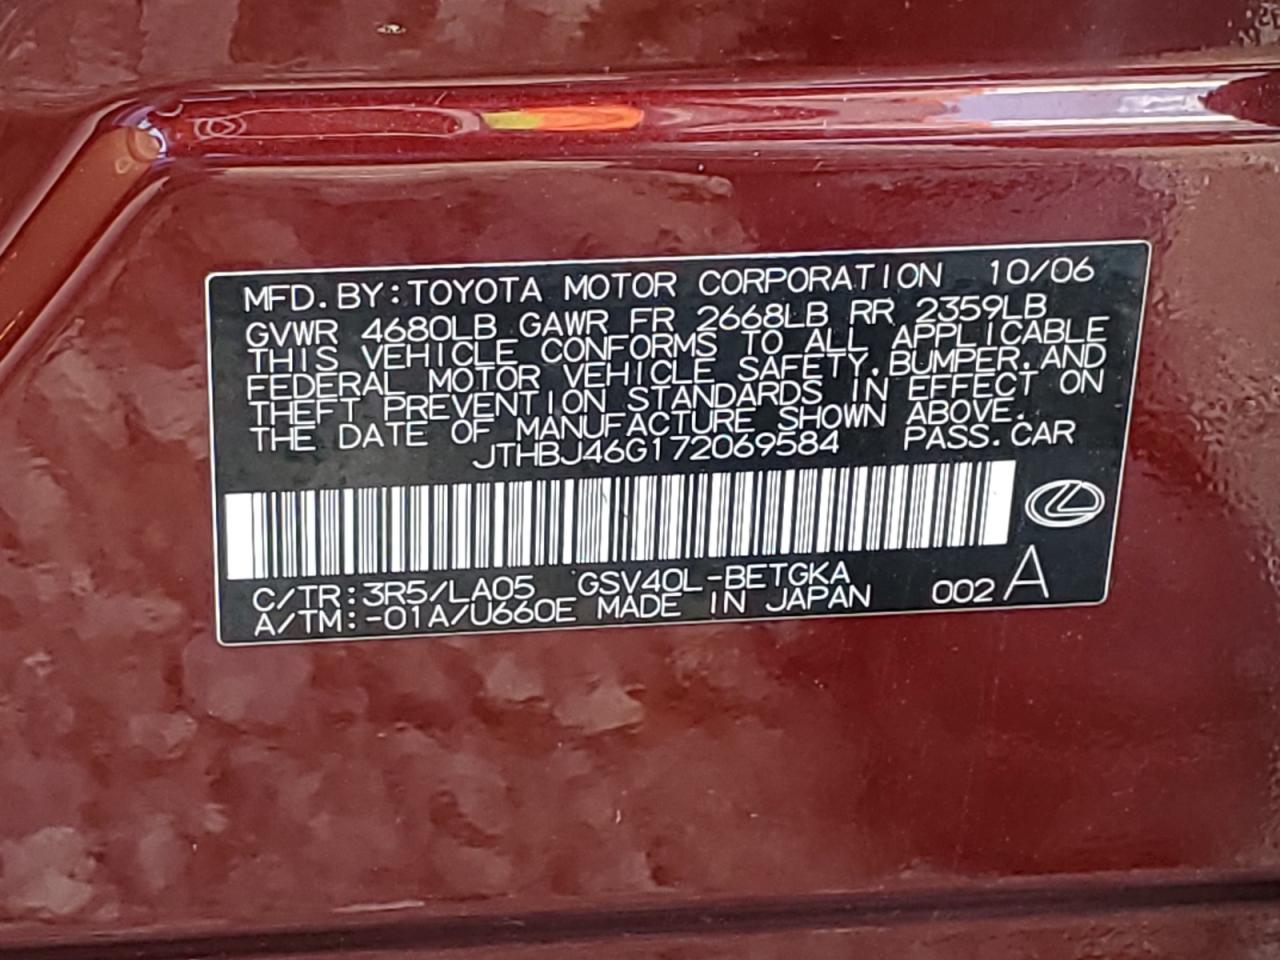 MFD. BY: TOYOTA MOTOR CORPORATION 10/06
GVWR 4680LB GAWR FR 2668LB RR 2359LB
THIS VEHICLE CONFORMS TO ALL APPLICABLE
FEDERAL MOTOR VEHICLE SAFETY, BUMPER, AND
THEFT PREVENTION STANDARDS IN EFFECT ON
THE DATE OF MANUFACTURE SHOWN ABOVE.
JTHBJ46G172069584 PASS. CAR
C/TR: 3R5/LA05 GSV40L-BETGKA
A/TM: -01A/U660E MADE IN JAPAN 002 A